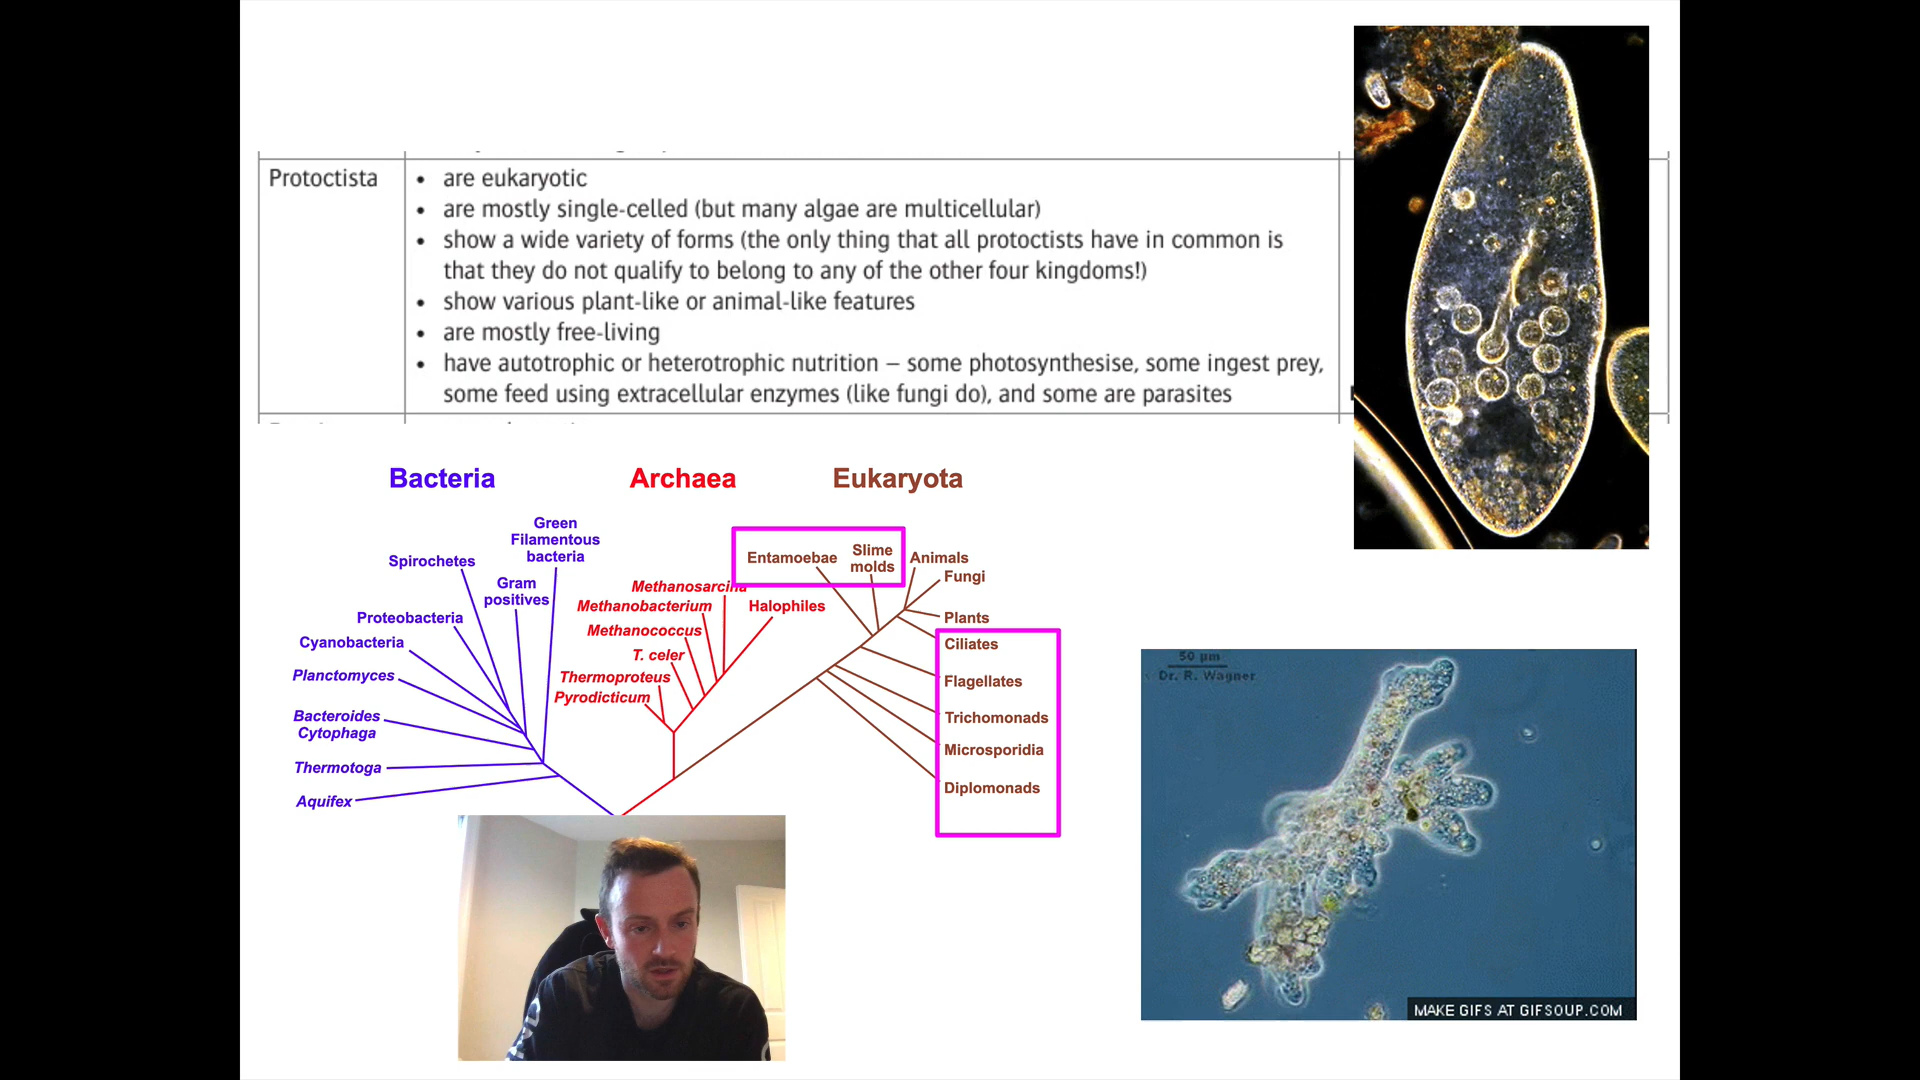 Protoctista
• are eukaryotic
• are mostly single-celled (but many algae are multicellular)
• show a wide variety of forms (the only thing that all protoctists have in common is
that they do not qualify to belong to any of the other four kingdoms!)
• show various plant-like or animal-like features
• are mostly free-living
• have autotrophic or heterotrophic nutrition – some photosynthesise, some ingest prey,
some feed using extracellular enzymes (like fungi do), and some are parasites
Bacteria
Archaea
Eukaryota
Green
Filamentous
bacteria
Spirochetes
Gram
positives
Proteobacteria
Cyanobacteria
Planctomyces
Bacteroides
Cytophaga
Thermotoga
Aquifex
Methanosarcina
Methanobacterium
Halophiles
Methanococcus
T. celer
Thermoproteus
Pyrodicticum
Entamoebae
Slime
molds
Animals
Fungi
Plants
Ciliates
Flagellates
Trichomonads
Microsporidia
Diplomonads
50 µm
Dr. R. Wagner
MAKE GIFS AT GIFSOUP.COM